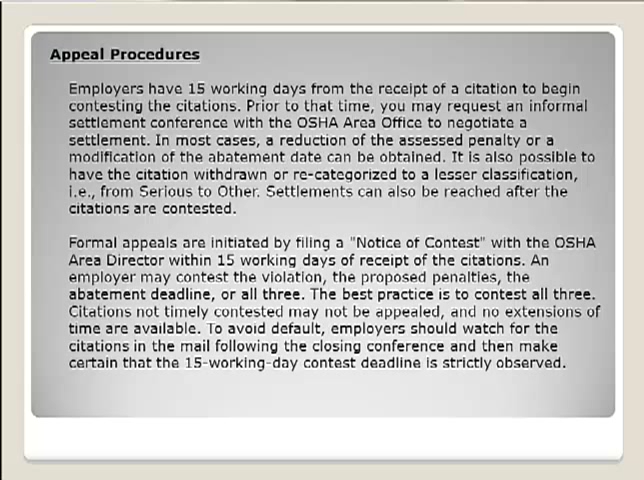 Appeal Procedures
Employers have 15 working days from the receipt of a citation to begin
contesting the citations. Prior to that time, you may request an informal
settlement conference with the OSHA Area Office to negotiate a
settlement. In most cases, a reduction of the assessed penalty or a
modification of the abatement date can be obtained. It is also possible to
have the citation withdrawn or re-categorized to a lesser classification,
i.e., from Serious to Other. Settlements can also be reached after the
citations are contested.
Formal appeals are initiated by filing a "Notice of Contest" with the OSHA
Area Director within 15 working days of receipt of the citations. An
employer may contest the violation, the proposed penalties, the
abatement deadline, or all three. The best practice is to contest all three.
Citations not timely contested may not be appealed, and no extensions of
time are available. To avoid default, employers should watch for the
citations in the mail following the closing conference and then make
certain that the 15-working-day contest deadline is strictly observed.